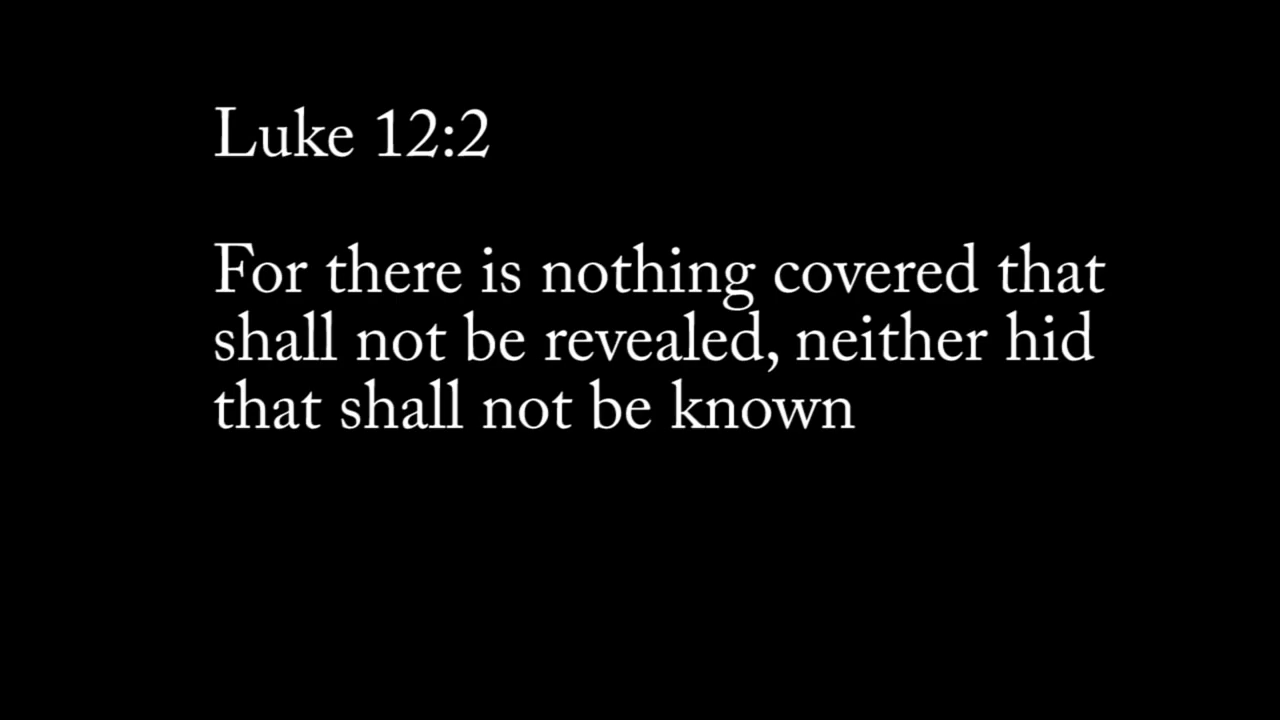 Luke 12:2
For there is nothing covered that
shall not be revealed, neither hid
that shall not be known